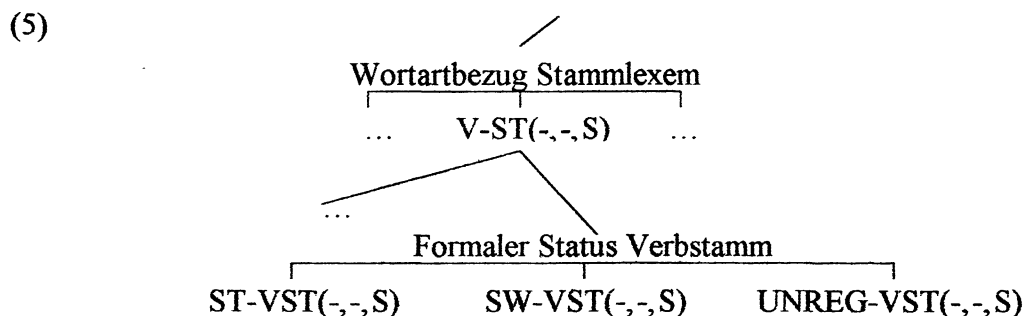 (5)
Wortartbezug Stammlexem
... V-ST(-,-,S) ...
...
Formaler Status Verbstamm
ST-VST(-,-,S) SW-VST(-,-,S) UNREG-VST(-,-,S)